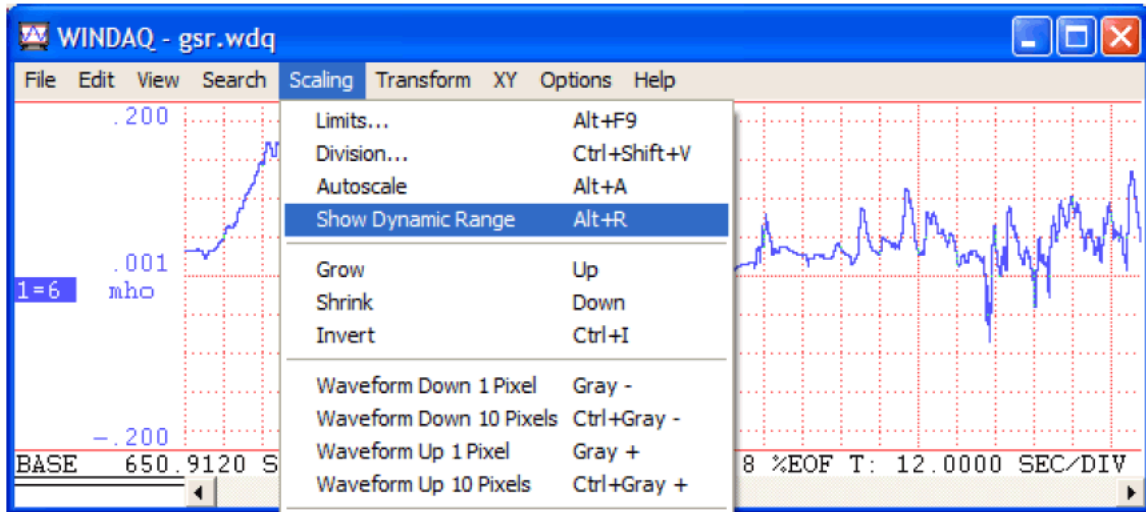 WINDAQ - gsr.wdq
File Edit View Search Scaling Transform XY Options Help
.200
Limits... Alt+F9
Division... Ctrl+Shift+V
Autoscale Alt+A
Show Dynamic Range Alt+R
.001
Grow Up
1=6 mho
Shrink Down
Invert Ctrl+I
Waveform Down 1 Pixel Gray -
Waveform Down 10 Pixels Ctrl+Gray -
-.200
Waveform Up 1 Pixel Gray +
BASE 650.9120 S 8 %EOF T: 12.0000 SEC/DIV
Waveform Up 10 Pixels Ctrl+Gray +